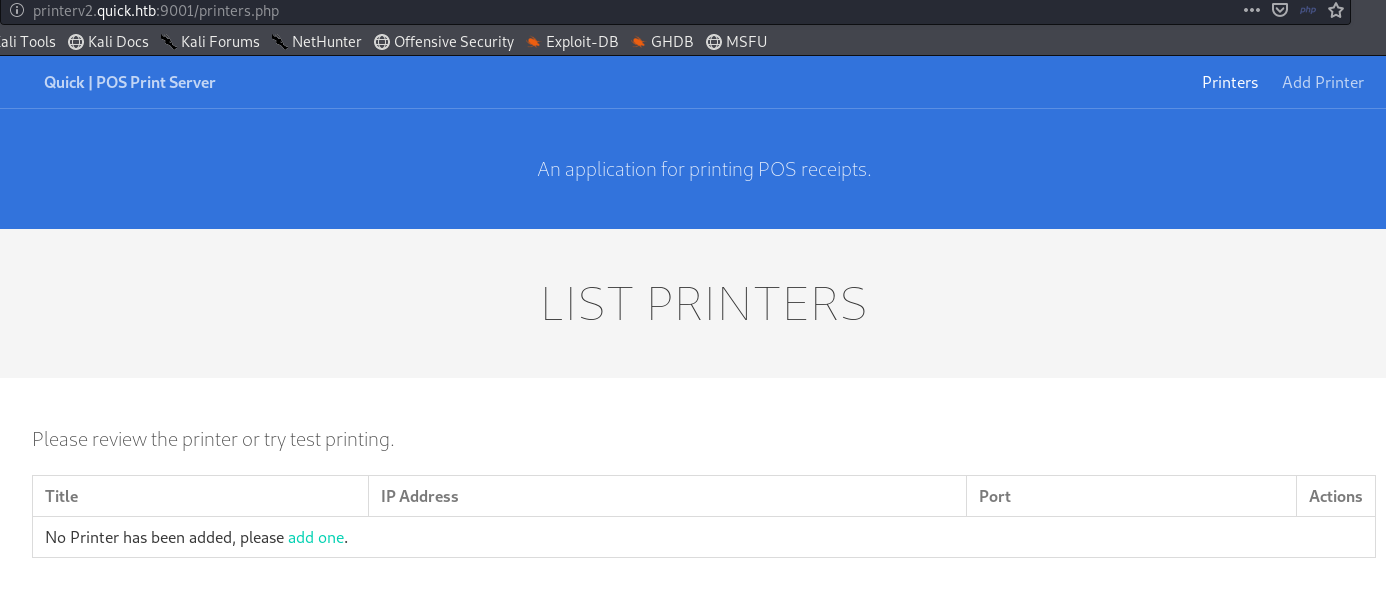 printerv2.quick.htb:9001/printers.php php
ali Tools Kali Docs Kali Forums NetHunter Offensive Security Exploit-DB GHDB MSFU
Quick | POS Print Server Printers Add Printer
An application for printing POS receipts.
LIST PRINTERS
Please review the printer or try test printing.
Title IP Address Port Actions
No Printer has been added, please add one.